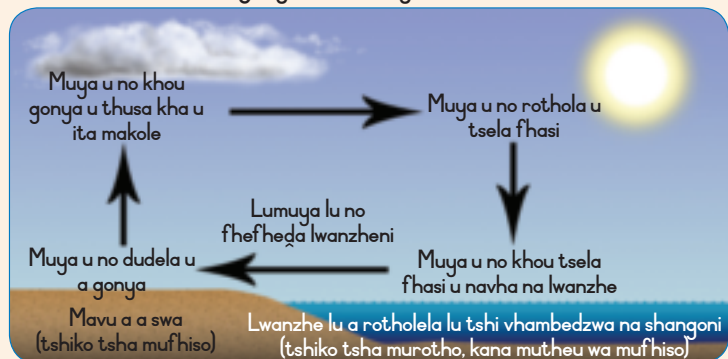 Muya u no khou
gonya u thusa kha u
ita makole
Muya u no rothola u
tsela fhasi
Lumuya lu no
fhefheḓa lwanzheni
Muya u no dudela u
a gonya
Muya u no khou tsela
fhasi u navha na lwanzhe
Mavu a a swa
(tshiko tsha mufhiso)
Lwanzhe lu a rotholela lu tshi vhambedzwa na shangoni
(tshiko tsha murotho, kana mutheu wa mufhiso)